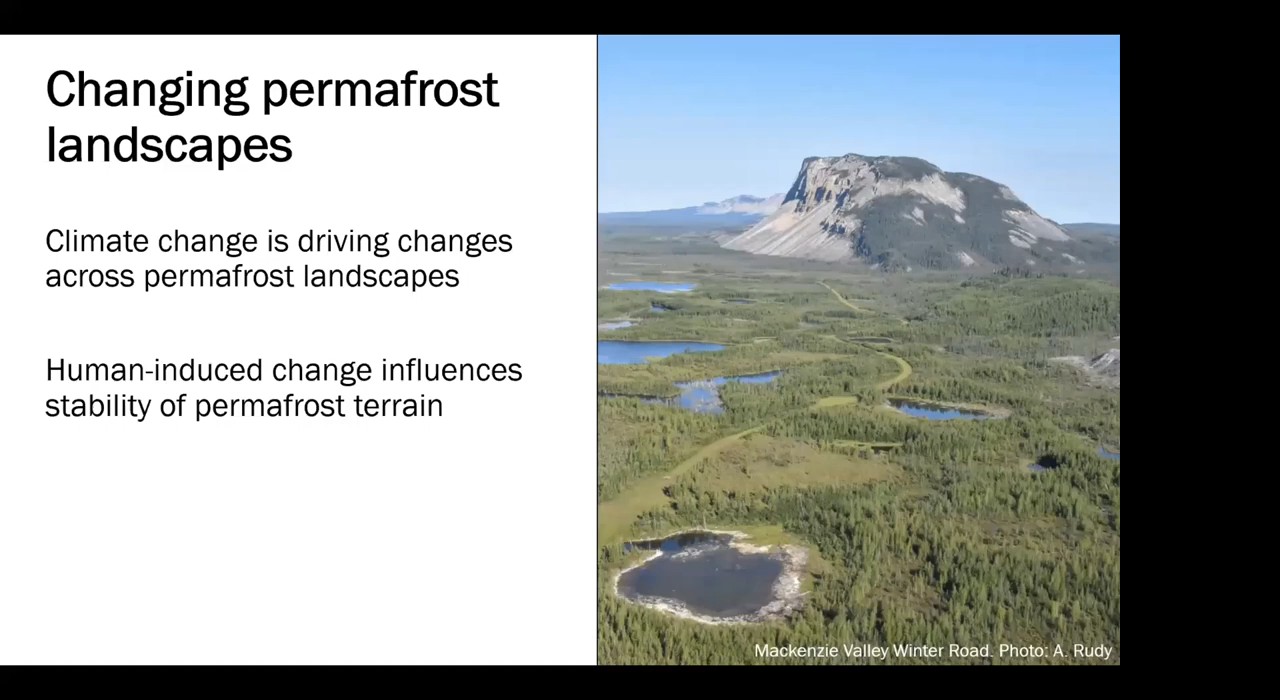 Changing permafrost
landscapes
Climate change is driving changes
across permafrost landscapes
Human-induced change influences
stability of permafrost terrain
Mackenzie Valley Winter Road. Photo: A. Rudy